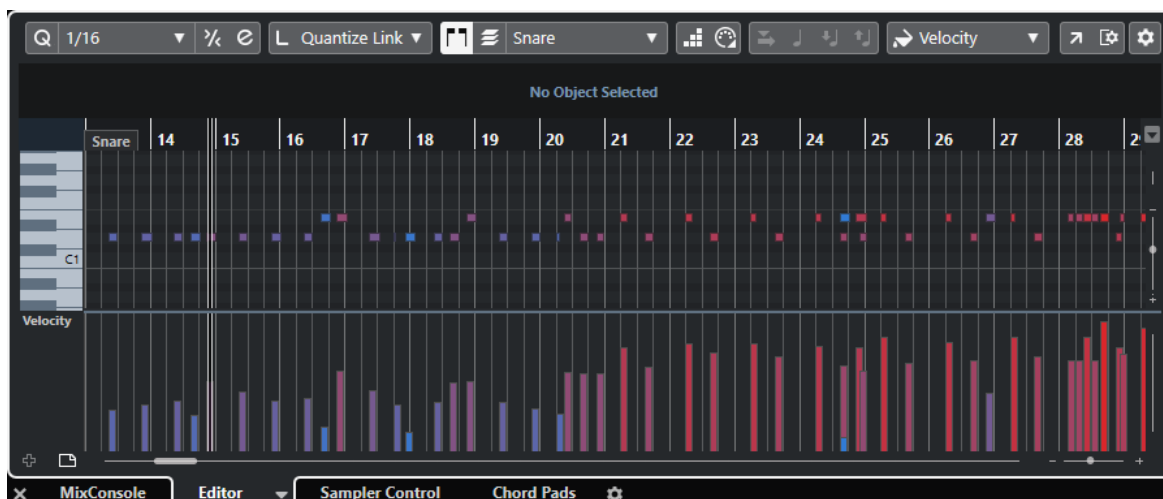 Q 1/16 L Quantize Link Snare Velocity
No Object Selected
Snare 14 15 16 17 18 19 20 21 22 23 24 25 26 27 28
C1
Velocity
MixConsole Editor Sampler Control Chord Pads